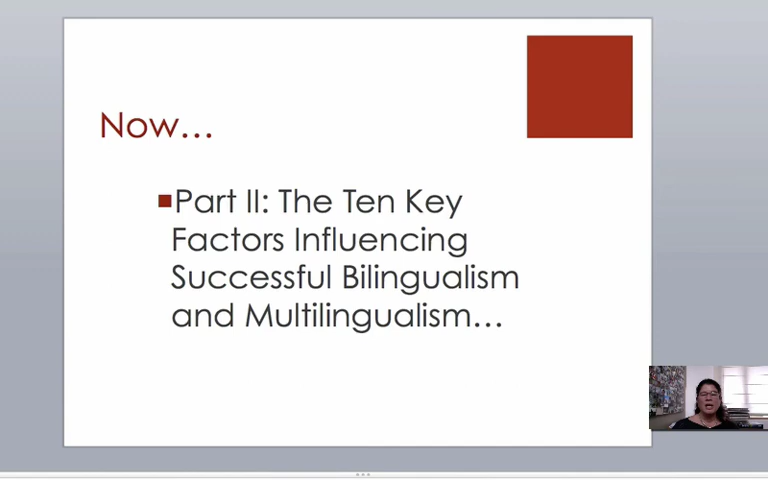 Now...
Part II: The Ten Key
Factors Influencing
Successful Bilingualism
and Multilingualism...